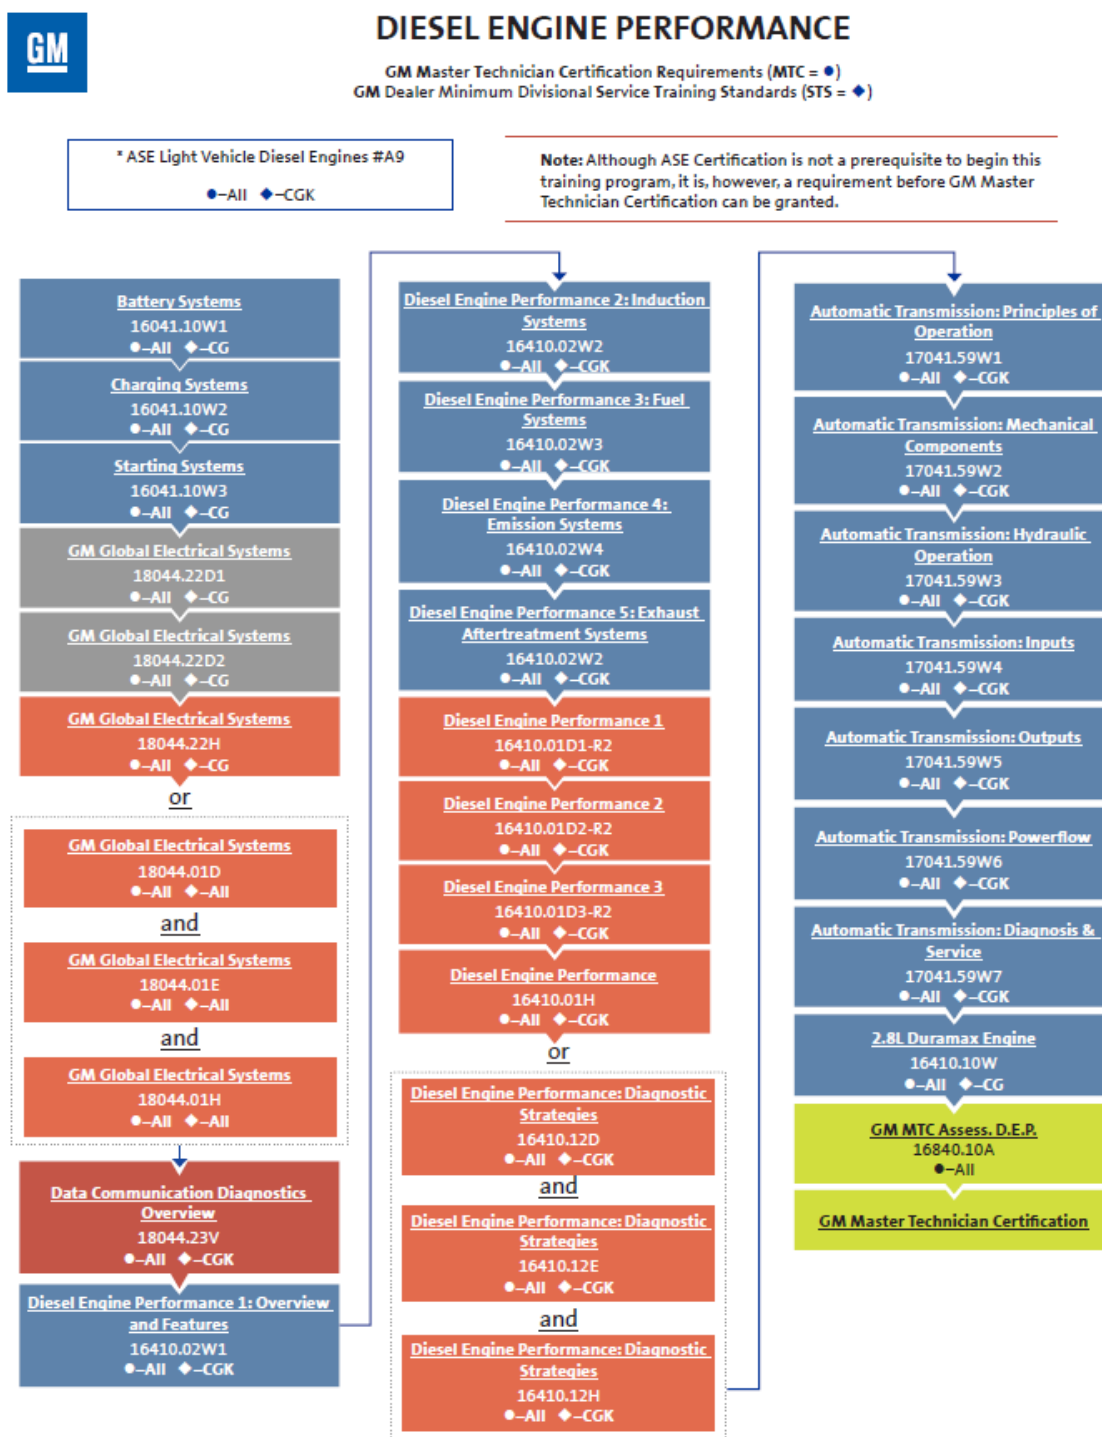 GM
DIESEL ENGINE PERFORMANCE
GM Master Technician Certification Requirements (MTC = ●)
GM Dealer Minimum Divisional Service Training Standards (STS = ◆)
* ASE Light Vehicle Diesel Engines #A9
●–All ◆–CGK
Note: Although ASE Certification is not a prerequisite to begin this
training program, it is, however, a requirement before GM Master
Technician Certification can be granted.
Battery Systems
16041.10W1
●–All ◆–CG
Charging Systems
16041.10W2
●–All ◆–CG
Starting Systems
16041.10W3
●–All ◆–CG
GM Global Electrical Systems
18044.22D1
●–All ◆–CG
GM Global Electrical Systems
18044.22D2
●–All ◆–CG
GM Global Electrical Systems
18044.22H
●–All ◆–CG
or
GM Global Electrical Systems
18044.01D
●–All ◆–All
and
GM Global Electrical Systems
18044.01E
●–All ◆–All
and
GM Global Electrical Systems
18044.01H
●–All ◆–All
Data Communication Diagnostics
Overview
18044.23V
●–All ◆–CGK
Diesel Engine Performance 1: Overview
and Features
16410.02W1
●–All ◆–CGK
Diesel Engine Performance 2: Induction
Systems
16410.02W2
●–All ◆–CGK
Diesel Engine Performance 3: Fuel
Systems
16410.02W3
●–All ◆–CGK
Diesel Engine Performance 4:
Emission Systems
16410.02W4
●–All ◆–CGK
Diesel Engine Performance 5: Exhaust
Aftertreatment Systems
16410.02W2
●–All ◆–CGK
Diesel Engine Performance 1
16410.01D1-R2
●–All ◆–CGK
Diesel Engine Performance 2
16410.01D2-R2
●–All ◆–CGK
Diesel Engine Performance 3
16410.01D3-R2
●–All ◆–CGK
Diesel Engine Performance
16410.01H
●–All ◆–CGK
or
Diesel Engine Performance: Diagnostic
Strategies
16410.12D
●–All ◆–CGK
and
Diesel Engine Performance: Diagnostic
Strategies
16410.12E
●–All ◆–CGK
and
Diesel Engine Performance: Diagnostic
Strategies
16410.12H
●–All ◆–CGK
Automatic Transmission: Principles of
Operation
17041.59W1
●–All ◆–CGK
Automatic Transmission: Mechanical
Components
17041.59W2
●–All ◆–CGK
Automatic Transmission: Hydraulic
Operation
17041.59W3
●–All ◆–CGK
Automatic Transmission: Inputs
17041.59W4
●–All ◆–CGK
Automatic Transmission: Outputs
17041.59W5
●–All ◆–CGK
Automatic Transmission: Powerflow
17041.59W6
●–All ◆–CGK
Automatic Transmission: Diagnosis &
Service
17041.59W7
●–All ◆–CGK
2.8L Duramax Engine
16410.10W
●–All ◆–CG
GM MTC Assess. D.E.P.
16840.10A
●–All
GM Master Technician Certification